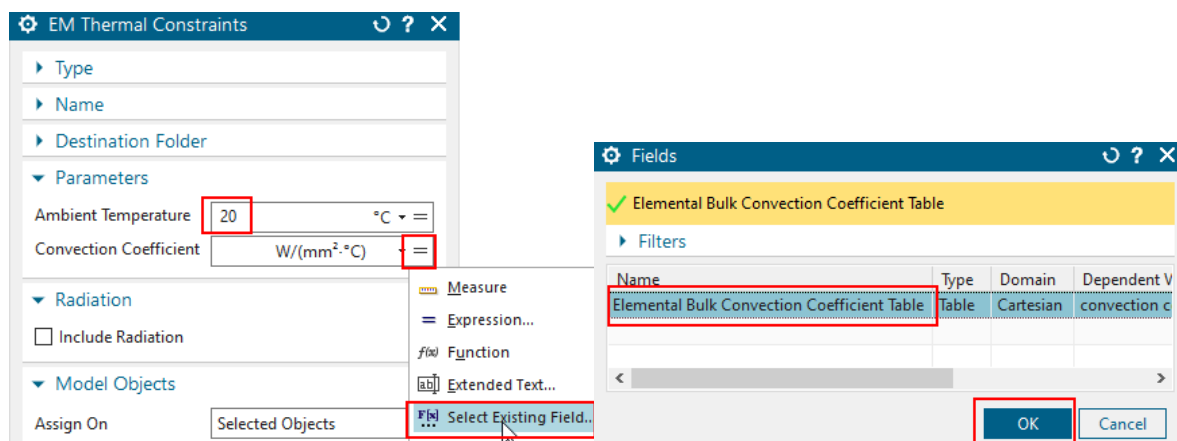 EM Thermal Constraints
Type
Name
Destination Folder
Parameters
Ambient Temperature 20 °C
Convection Coefficient W/(mm²·°C)
Radiation
Include Radiation
Model Objects
Assign On Selected Objects
Measure
Expression...
f(x) Function
ab Extended Text...
F(x) Select Existing Field...
Fields
Elemental Bulk Convection Coefficient Table
Filters
Name Type Domain Dependent V
Elemental Bulk Convection Coefficient Table Table Cartesian convection c
OK Cancel